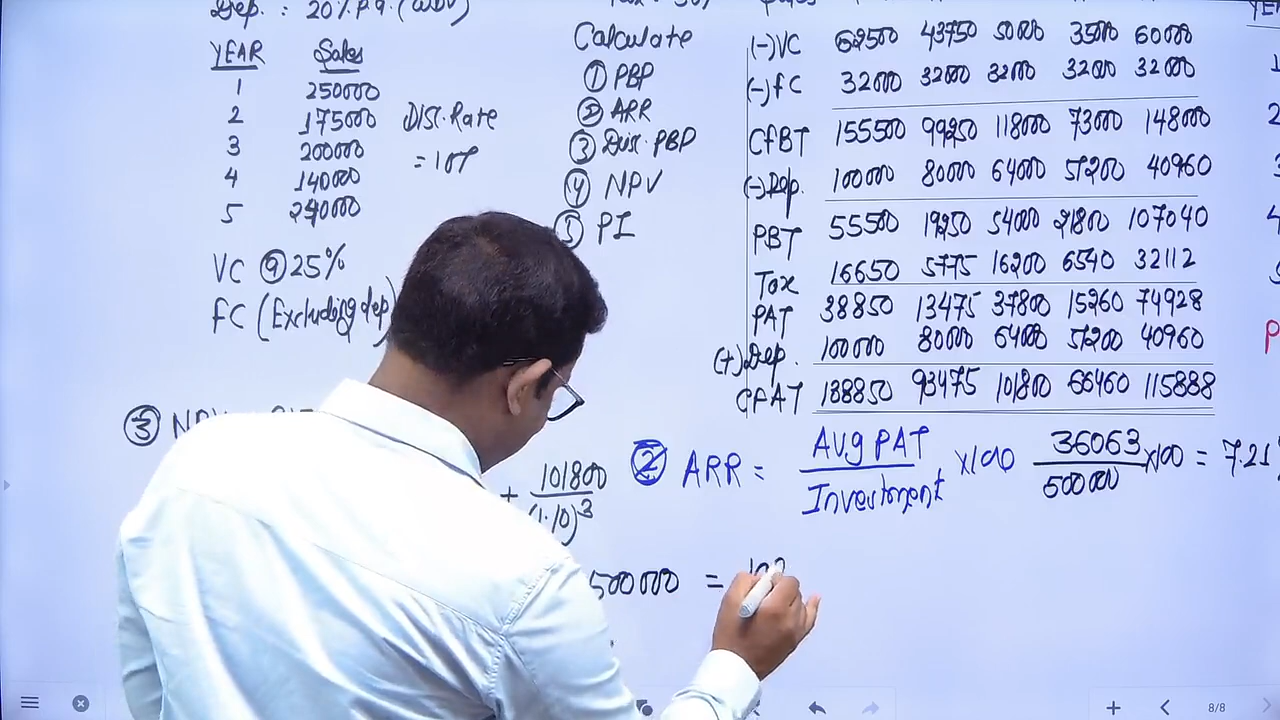 Dep. : 20% p.a. (WDV)
YEAR Sales
1 250000
2 175000
3 200000
4 140000
5 240000
Disc. Rate
= 10%
VC @ 25%
FC (Excluding dep
Calculate
① PBP
② ARR
③ Disc. PBP
④ NPV
⑤ PI
(-)VC 62500 43750 50000 35000 60000
(-)FC 32000 32000 32000 32000 32000
CFBT 155500 99250 118000 73000 148000
(-)Dep. 100000 80000 64000 51200 40960
PBT 55500 19250 54000 21800 107040
Tax 16650 5775 16200 6540 32112
PAT 38850 13475 37800 15260 74928
(+)Dep. 100000 80000 64000 51200 40960
CFAT 138850 93475 101800 66460 115888
② ARR = Avg PAT / Investment ×100 36063 / 500000 ×100 = 7.21
③ NPV
+ 101800 / (1.10)^3
500000 =
8/8